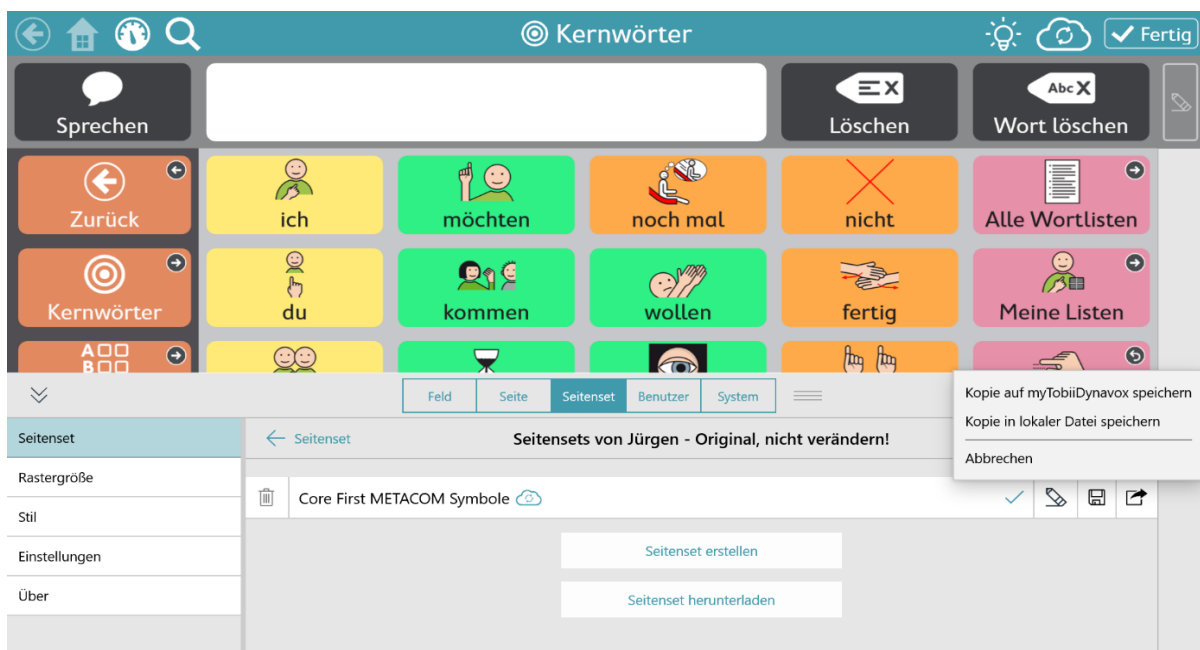 Kernwörter
Fertig
Sprechen
Löschen
Abc
Wort löschen
Zurück
ich
möchten
noch mal
nicht
Alle Wortlisten
Kernwörter
du
kommen
wollen
fertig
Meine Listen
A
B
Feld
Seite
Seitenset
Benutzer
System
Kopie auf myTobiiDynavox speichern
Kopie in lokaler Datei speichern
Abbrechen
Seitenset
Rastergröße
Stil
Einstellungen
Über
Seitenset
Seitensets von Jürgen - Original, nicht verändern!
Core First METACOM Symbole
Seitenset erstellen
Seitenset herunterladen